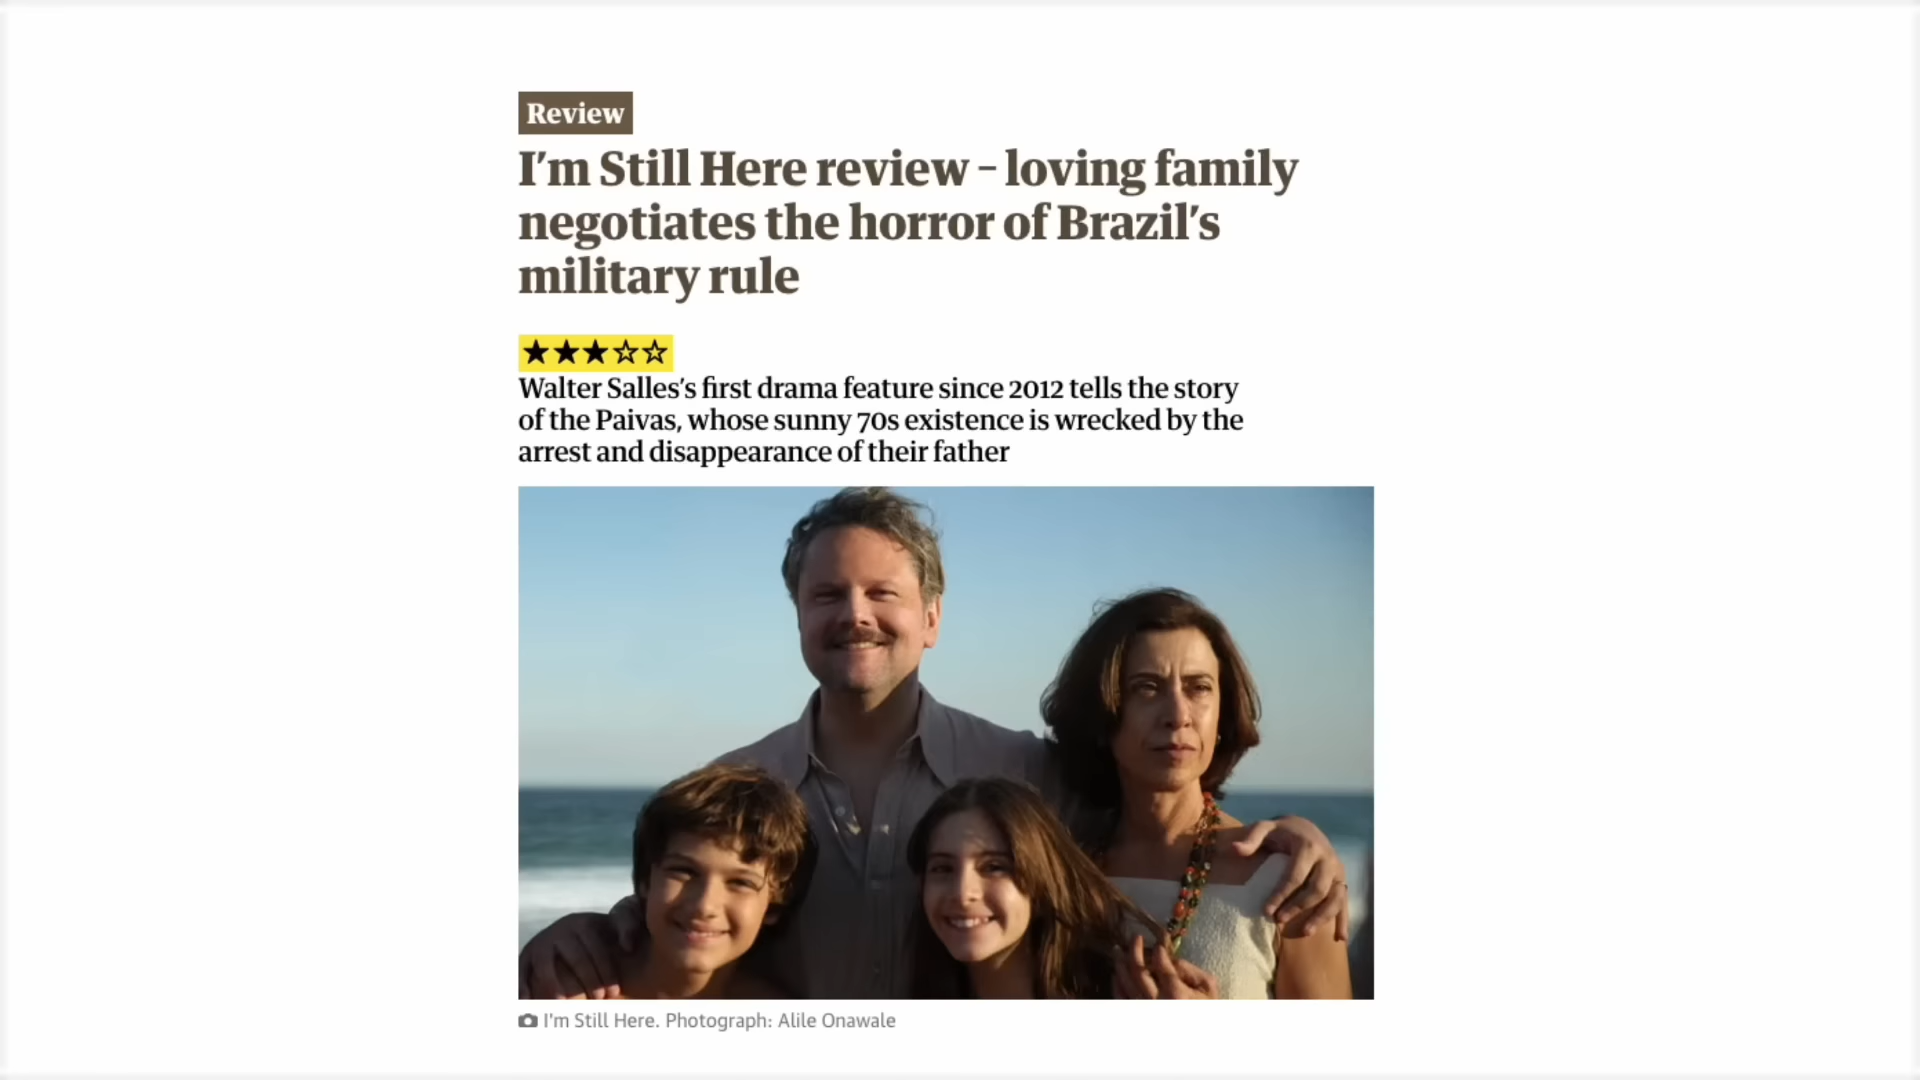 Review
I’m Still Here review – loving family
negotiates the horror of Brazil’s
military rule
★★★☆☆
Walter Salles’s first drama feature since 2012 tells the story
of the Paivas, whose sunny 70s existence is wrecked by the
arrest and disappearance of their father
I’m Still Here. Photograph: Alile Onawale